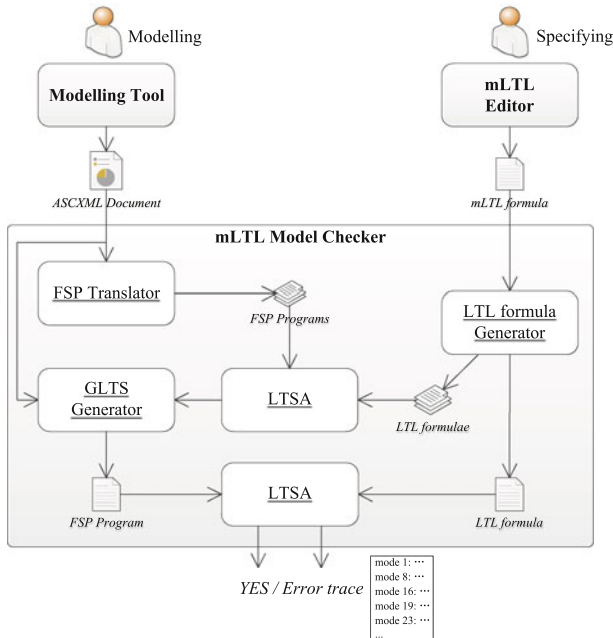 Modelling
Specifying
Modelling Tool
mLTL
Editor
ASCXML Document
mLTL formula
mLTL Model Checker
FSP Translator
FSP Programs
LTL formula
Generator
GLTS
Generator
LTSA
LTL formulae
FSP Program
LTSA
LTL formula
YES / Error trace
mode 1: ···
mode 8: ···
mode 16: ···
mode 19: ···
mode 23: ···
...